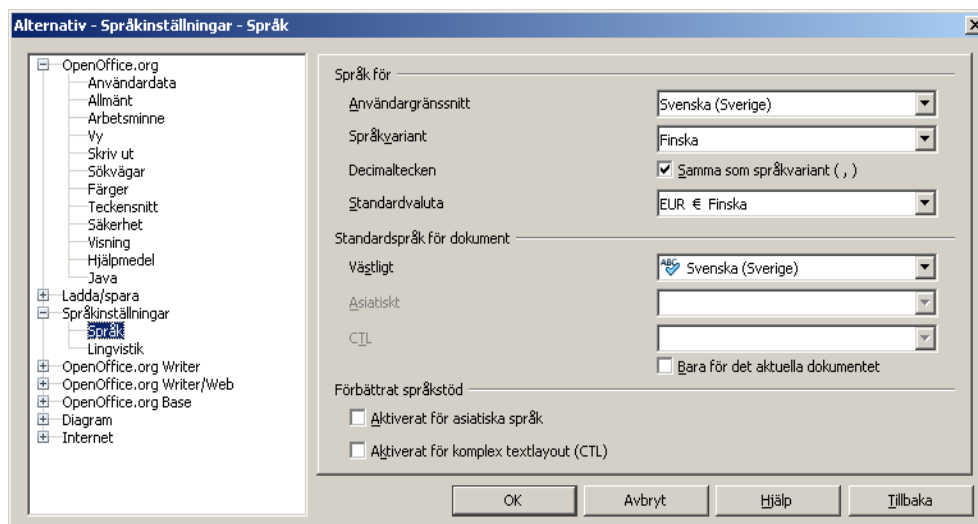 Alternativ - Språkinställningar - Språk
OpenOffice.org
Användardata
Allmänt
Arbetsminne
Vy
Skriv ut
Sökvägar
Färger
Teckensnitt
Säkerhet
Visning
Hjälpmedel
Java
Ladda/spara
Språkinställningar
Språk
Lingvistik
OpenOffice.org Writer
OpenOffice.org Writer/Web
OpenOffice.org Base
Diagram
Internet
Språk för
Användargränssnitt
Svenska (Sverige)
Språkvariant
Finska
Decimaltecken
Samma som språkvariant ( , )
Standardvaluta
EUR € Finska
Standardspråk för dokument
Västligt
ABC Svenska (Sverige)
Asiatiskt
CTL
Bara för det aktuella dokumentet
Förbättrat språkstöd
Aktiverat för asiatiska språk
Aktiverat för komplex textlayout (CTL)
OK
Avbryt
Hjälp
Tillbaka